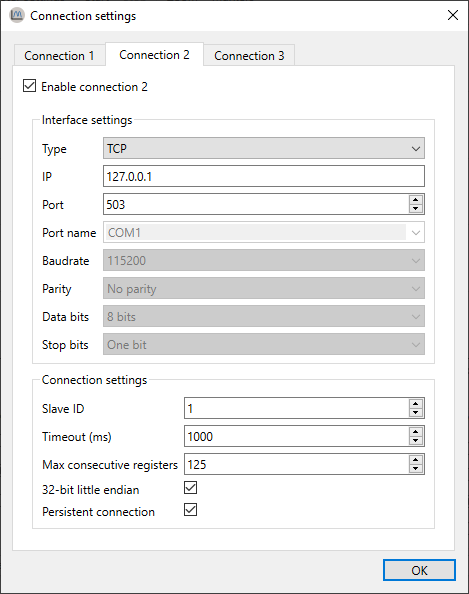 Connection settings
Connection 1 Connection 2 Connection 3
Enable connection 2
Interface settings
Type TCP
IP 127.0.0.1
Port 503
Port name COM1
Baudrate 115200
Parity No parity
Data bits 8 bits
Stop bits One bit
Connection settings
Slave ID 1
Timeout (ms) 1000
Max consecutive registers 125
32-bit little endian
Persistent connection
OK